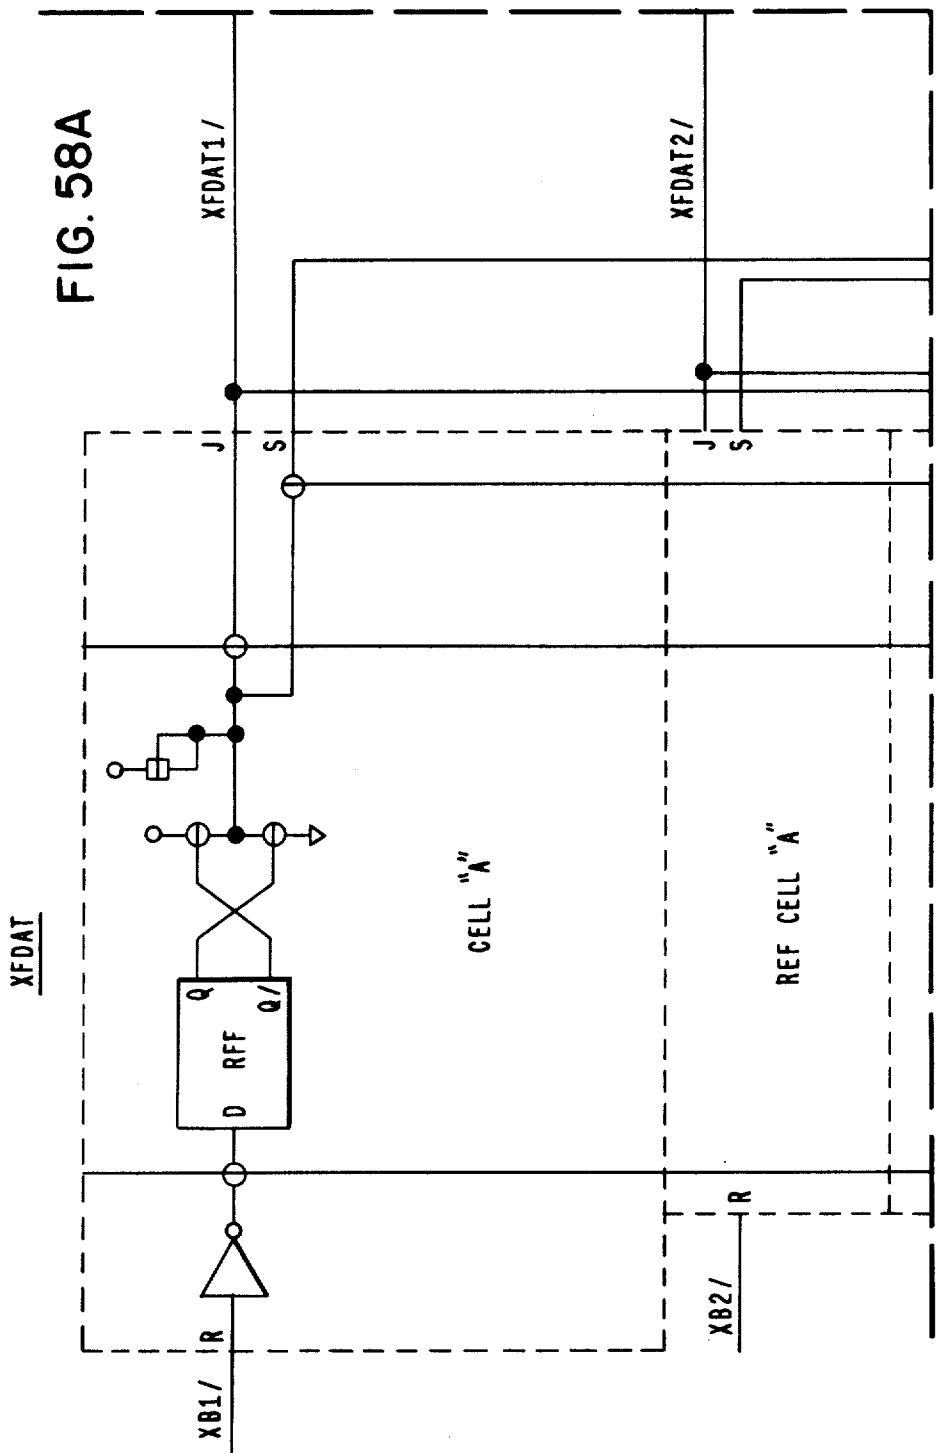 FIG. 58A
XFDAT
XB1/
R
D
RFF
Q
Q/
J
S
XFDAT1/
CELL "A"
XB2/
R
REF CELL "A"
J
S
XFDAT2/